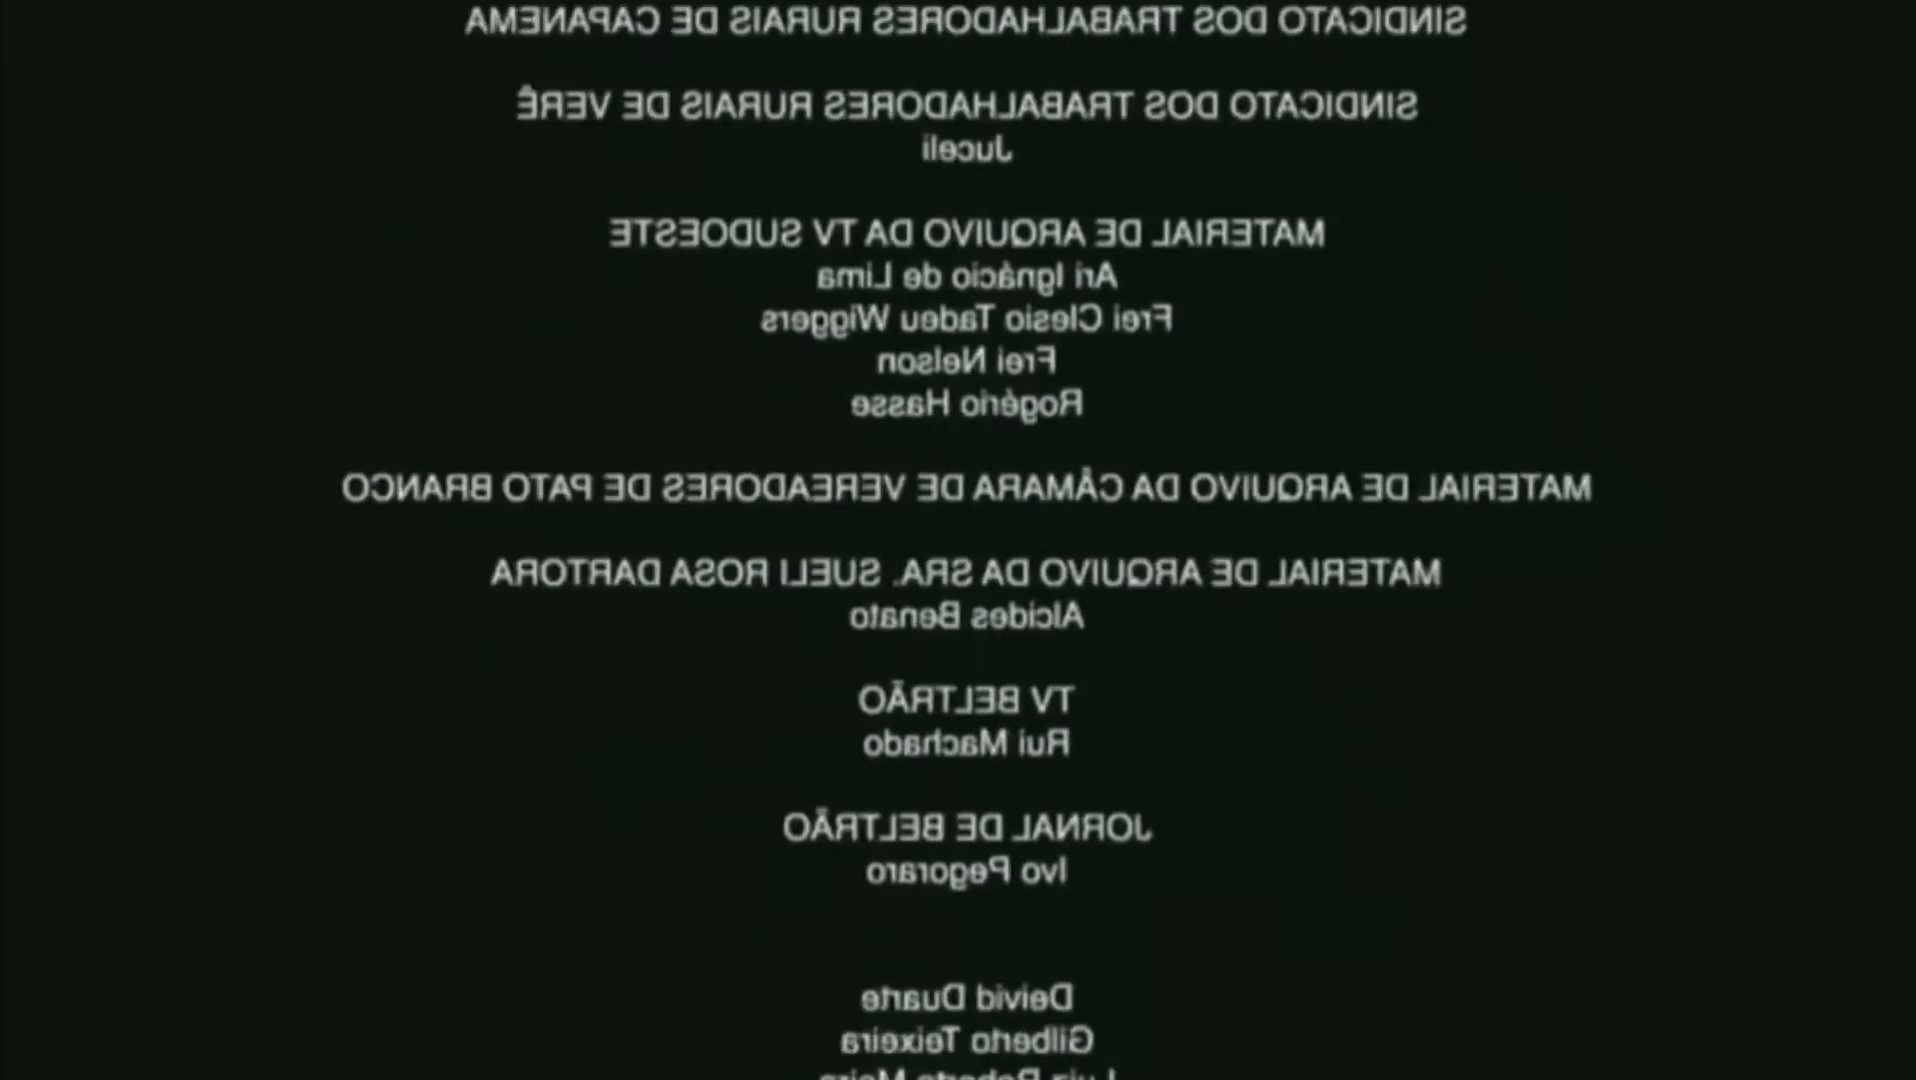 SINDICATO DOS TRABALHADORES RURAIS DE CAPANEMA
SINDICATO DOS TRABALHADORES RURAIS DE VERÊ
Juceli
MATERIAL DE ARQUIVO DA TV SUDOESTE
Ari Ignácio de Lima
Frei Clesio Tadeu Wiggers
Frei Nelson
Rogério Hasse
MATERIAL DE ARQUIVO DA CÂMARA DE VEREADORES DE PATO BRANCO
MATERIAL DE ARQUIVO DA SRA. SUELI ROSA DARTORA
Alcides Benato
TV BELTRÃO
Rui Machado
JORNAL DE BELTRÃO
Ivo Pegoraro
Deivid Duarte
Gilberto Teixeira
Luiz Roberto